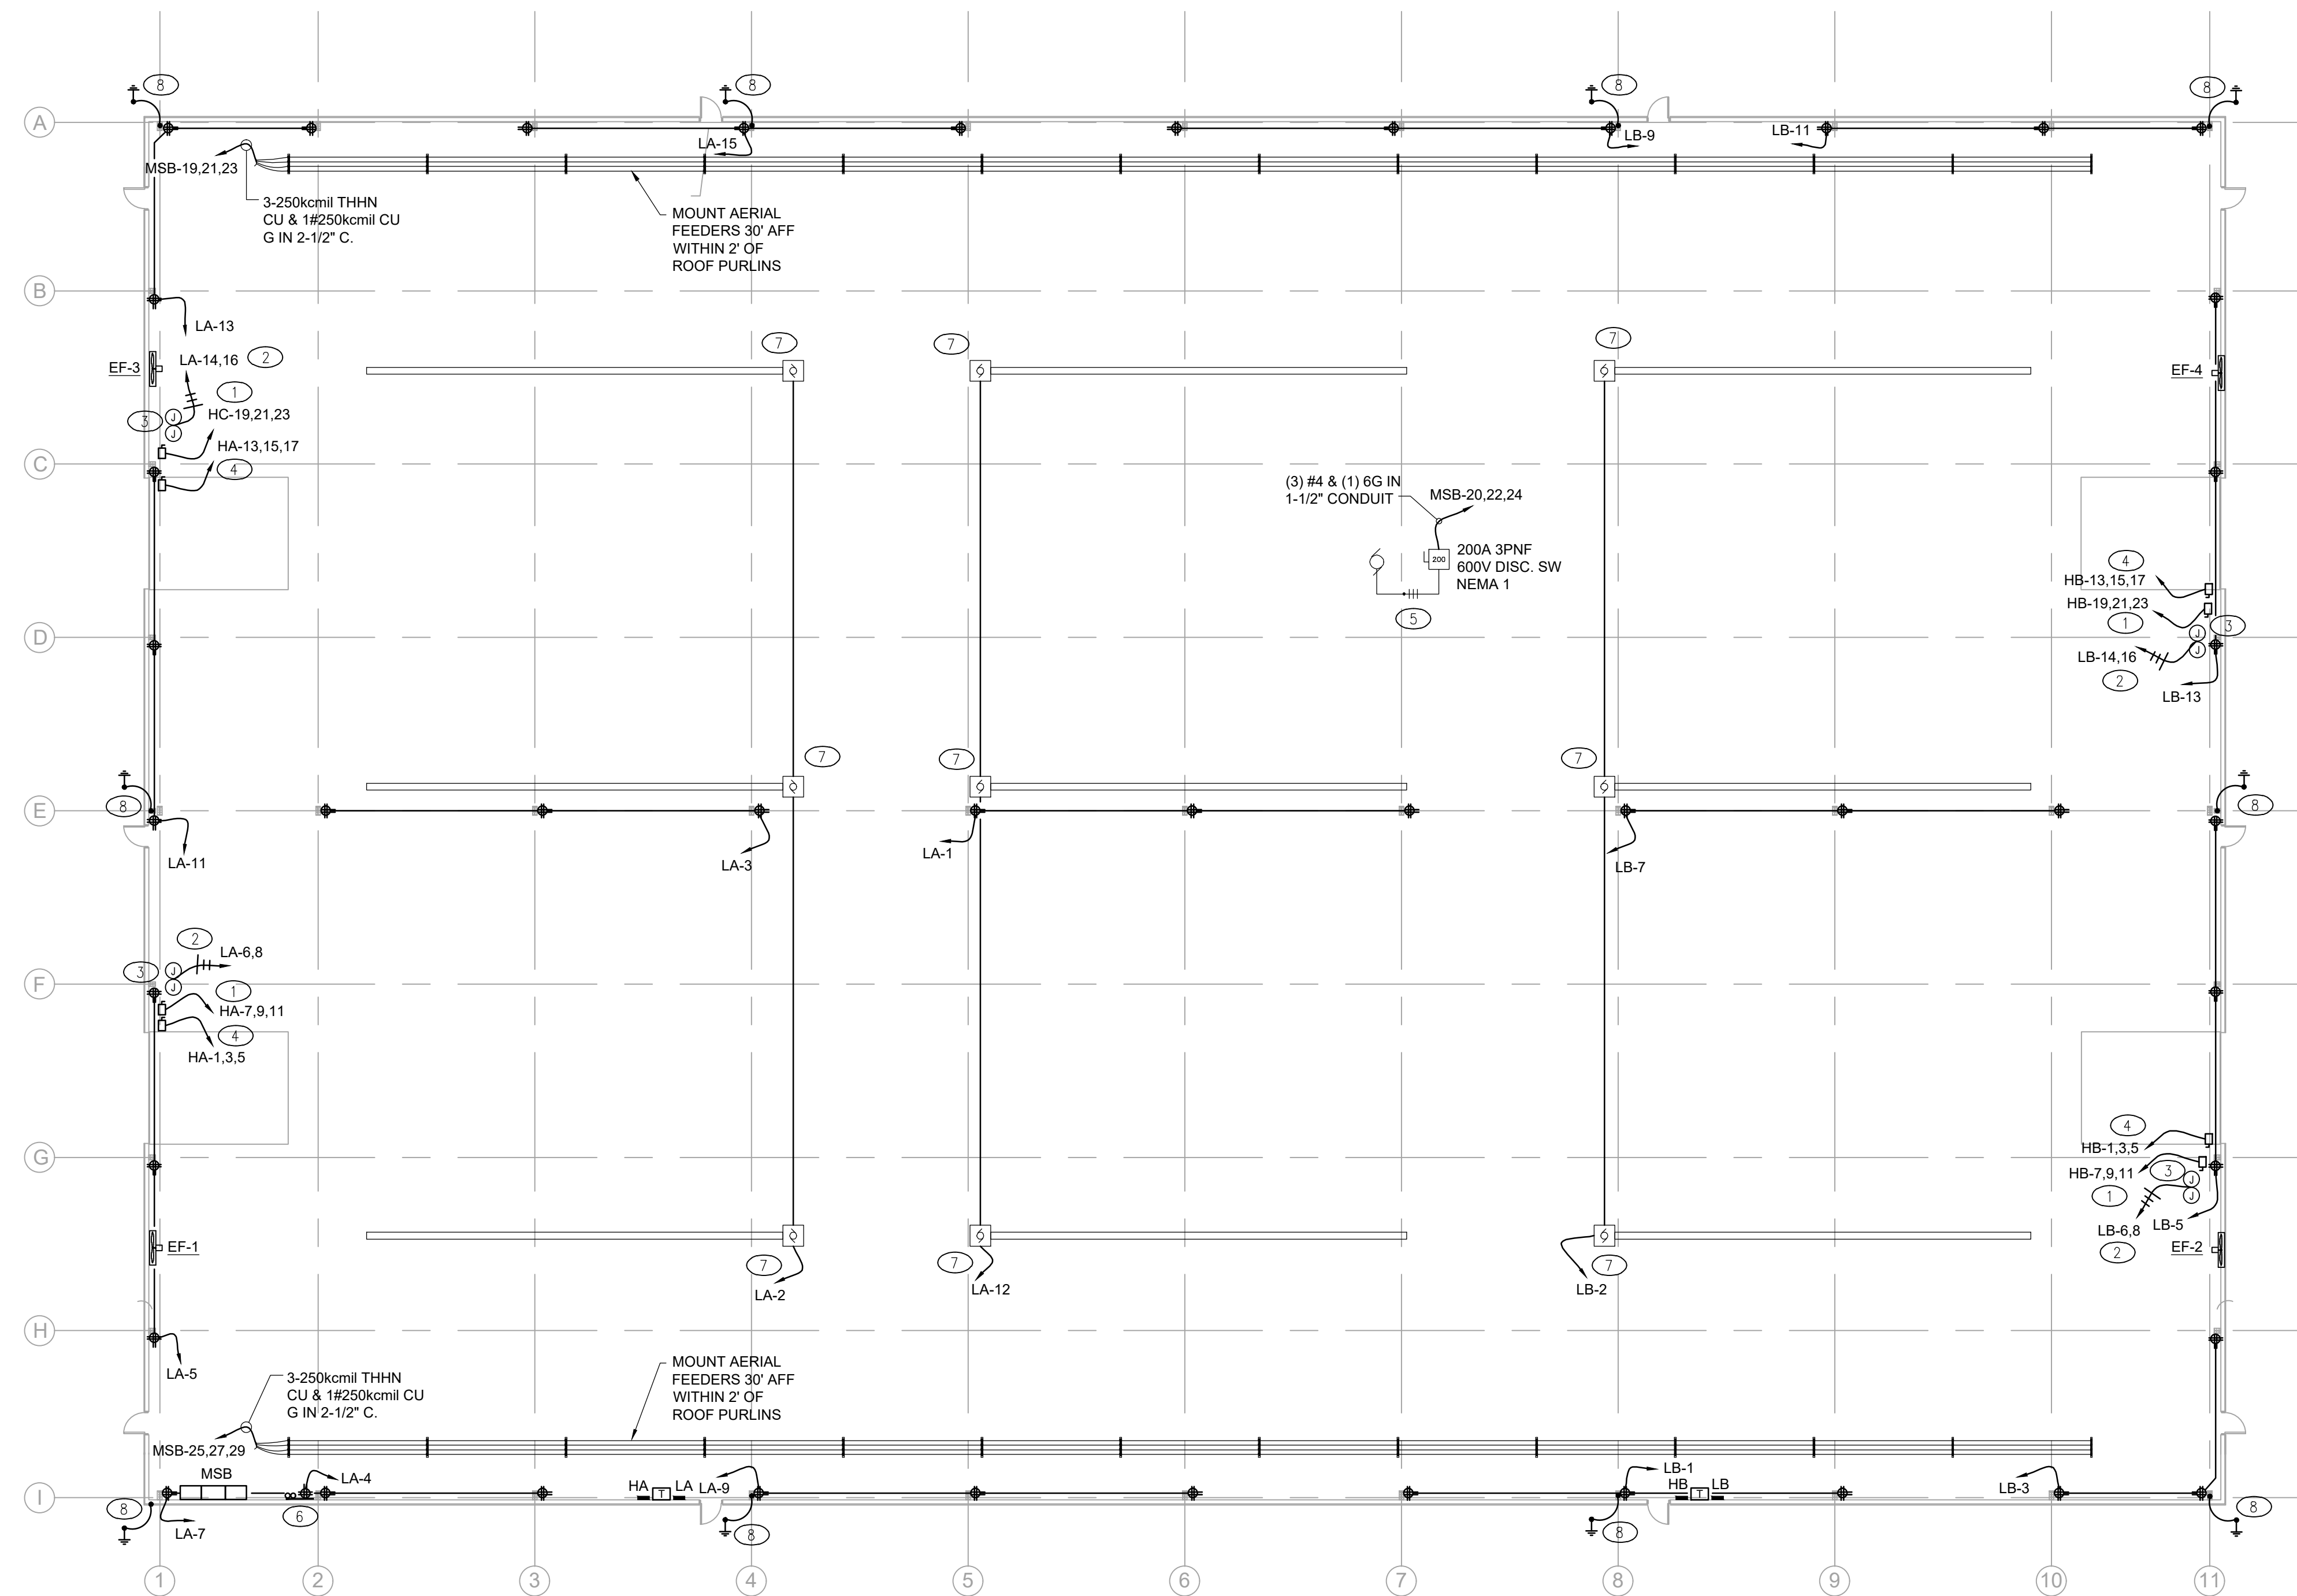 8
8
8
8
A
LA-15
LB-9
LB-11
MSB-19,21,23
3-250kcmil THHN
CU & 1#250kcmil CU
G IN 2-1/2" C.
MOUNT AERIAL
FEEDERS 30' AFF
WITHIN 2' OF
ROOF PURLINS
B
LA-13
EF-3
LA-14,16
2
7
7
7
EF-4
1
3
HC-19,21,23
J
J
HA-13,15,17
C
4
(3) #4 & (1) 6G IN
1-1/2" CONDUIT
MSB-20,22,24
200
200A 3PNF
600V DISC. SW
NEMA 1
5
4
HB-13,15,17
HB-19,21,23
1
3
D
J
J
LB-14,16
2
LB-13
7
7
7
E
8
8
LA-11
LA-3
LA-1
LB-7
2
LA-6,8
3
J
J
F
1
HA-7,9,11
4
HA-1,3,5
G
4
HB-1,3,5
HB-7,9,11
3
J
J
1
LB-6,8
LB-5
2
EF-1
EF-2
7
7
7
LA-2
LA-12
LB-2
H
LA-5
3-250kcmil THHN
CU & 1#250kcmil CU
G IN 2-1/2" C.
MOUNT AERIAL
FEEDERS 30' AFF
WITHIN 2' OF
ROOF PURLINS
MSB-25,27,29
MSB
LA-4
HA
T
LA
LA-9
LB-1
HB
T
LB
LB-3
I
8
LA-7
6
8
8
8
1
2
3
4
5
6
7
8
9
10
11